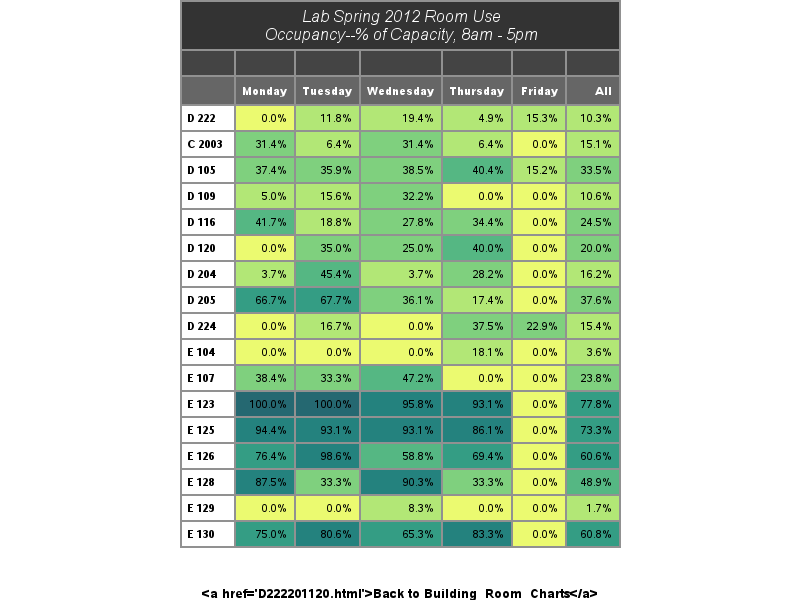 Lab Spring 2012 Room Use
Occupancy--% of Capacity, 8am - 5pm
Monday Tuesday Wednesday Thursday Friday All
D 222 0.0% 11.8% 19.4% 4.9% 15.3% 10.3%
C 2003 31.4% 6.4% 31.4% 6.4% 0.0% 15.1%
D 105 37.4% 35.9% 38.5% 40.4% 15.2% 33.5%
D 109 5.0% 15.6% 32.2% 0.0% 0.0% 10.6%
D 116 41.7% 18.8% 27.8% 34.4% 0.0% 24.5%
D 120 0.0% 35.0% 25.0% 40.0% 0.0% 20.0%
D 204 3.7% 45.4% 3.7% 28.2% 0.0% 16.2%
D 205 66.7% 67.7% 36.1% 17.4% 0.0% 37.6%
D 224 0.0% 16.7% 0.0% 37.5% 22.9% 15.4%
E 104 0.0% 0.0% 0.0% 18.1% 0.0% 3.6%
E 107 38.4% 33.3% 47.2% 0.0% 0.0% 23.8%
E 123 100.0% 100.0% 95.8% 93.1% 0.0% 77.8%
E 125 94.4% 93.1% 93.1% 86.1% 0.0% 73.3%
E 126 76.4% 98.6% 58.8% 69.4% 0.0% 60.6%
E 128 87.5% 33.3% 90.3% 33.3% 0.0% 48.9%
E 129 0.0% 0.0% 8.3% 0.0% 0.0% 1.7%
E 130 75.0% 80.6% 65.3% 83.3% 0.0% 60.8%
<a href='D222201120.html'>Back to Building_Room_Charts</a>